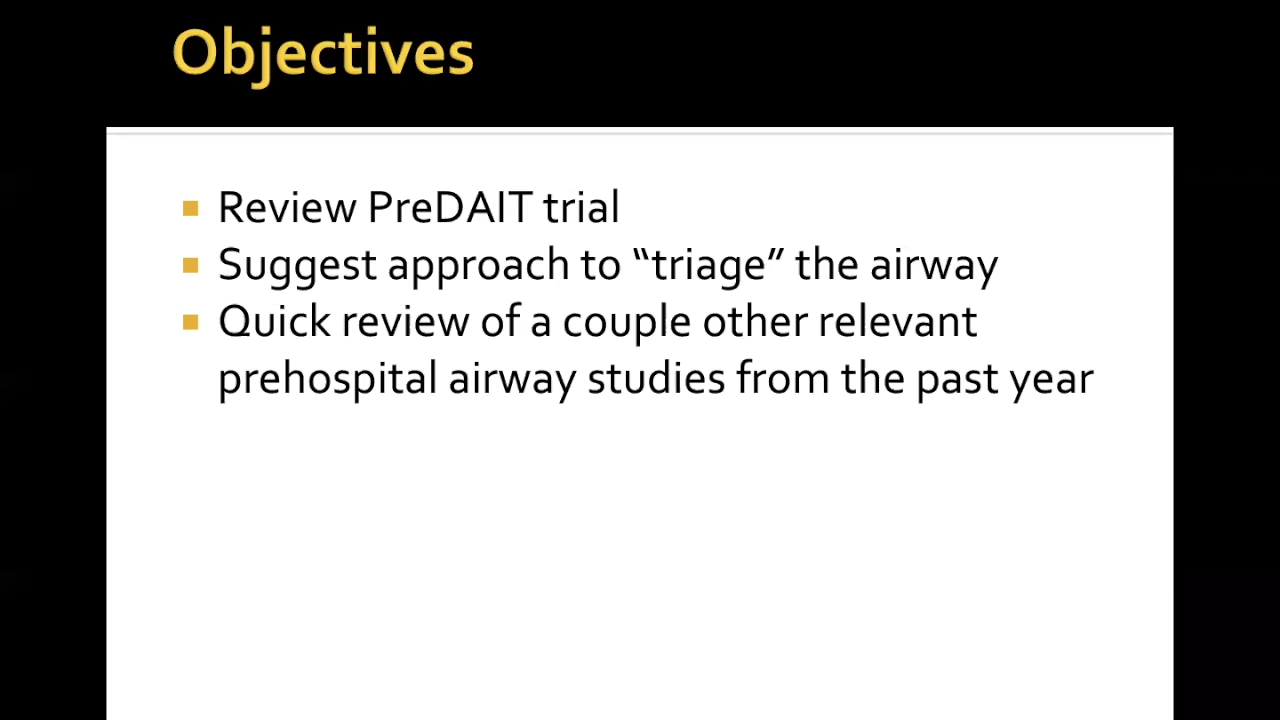 Objectives
Review PreDAIT trial
Suggest approach to “triage” the airway
Quick review of a couple other relevant
prehospital airway studies from the past year